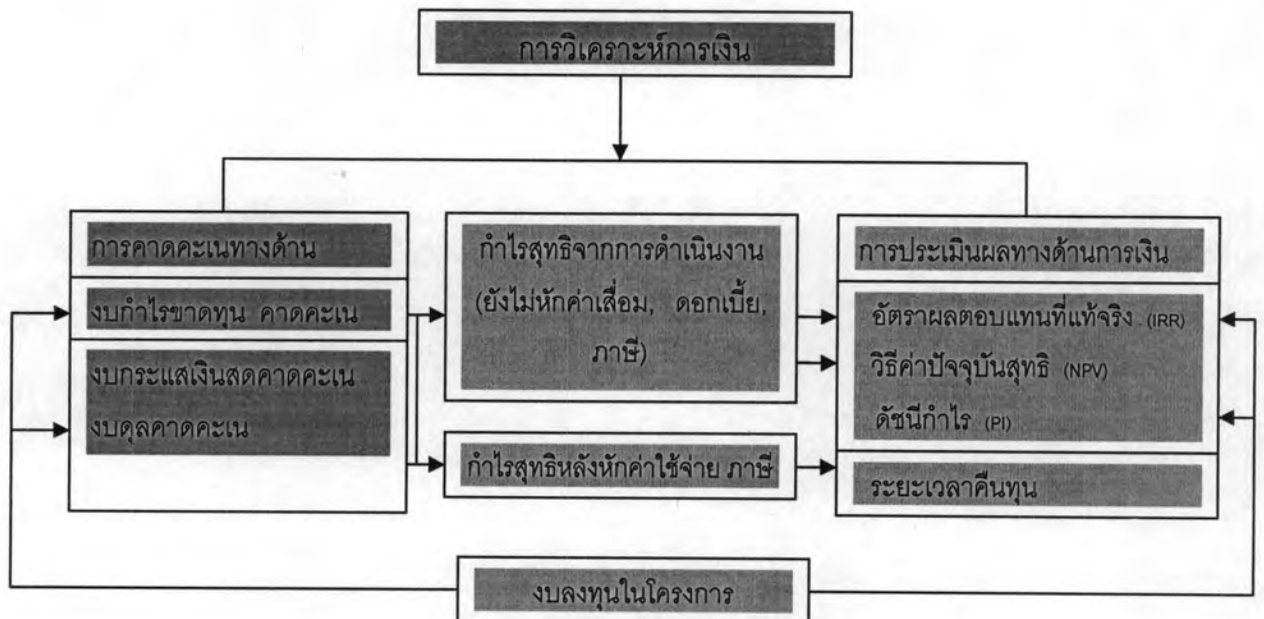 การวิเคราะห์การเงิน
การคาดคะเนทางด้าน
งบกำไรขาดทุน คาดคะเน
งบกระแสเงินสดคาดคะเน
งบดุลคาดคะเน
กำไรสุทธิจากการดำเนินงาน
(ยังไม่หักค่าเสื่อม, ดอกเบี้ย,
ภาษี)
กำไรสุทธิหลังหักค่าใช้จ่าย ภาษี
การประเมินผลทางด้านการเงิน
อัตราผลตอบแทนที่แท้จริง (IRR)
วิธีค่าปัจจุบันสุทธิ (NPV)
ดัชนีกำไร (PI)
ระยะเวลาคืนทุน
งบลงทุนในโครงการ